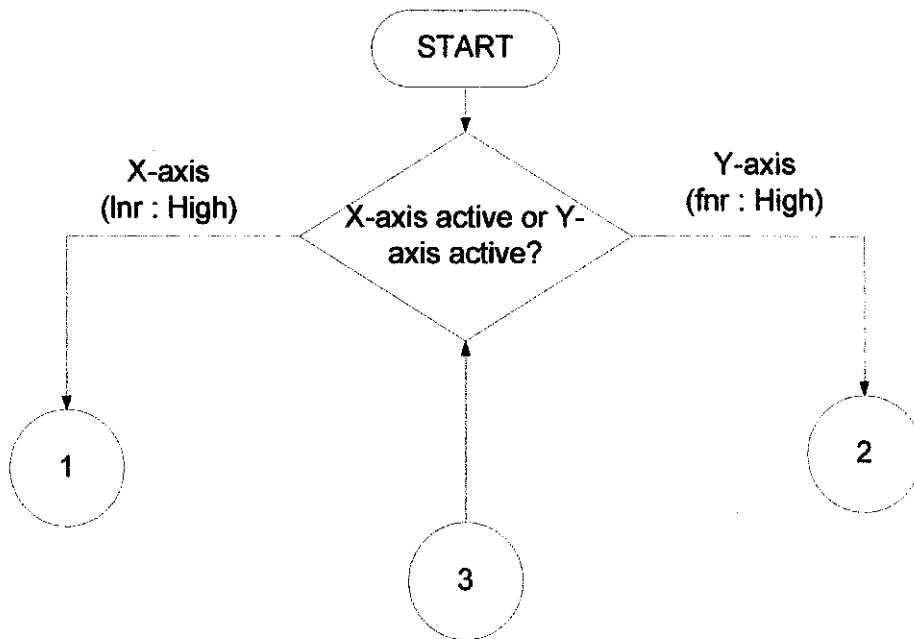 START
X-axis
(lnr : High)
Y-axis
(fnr : High)
X-axis active or Y-
axis active?
1
2
3